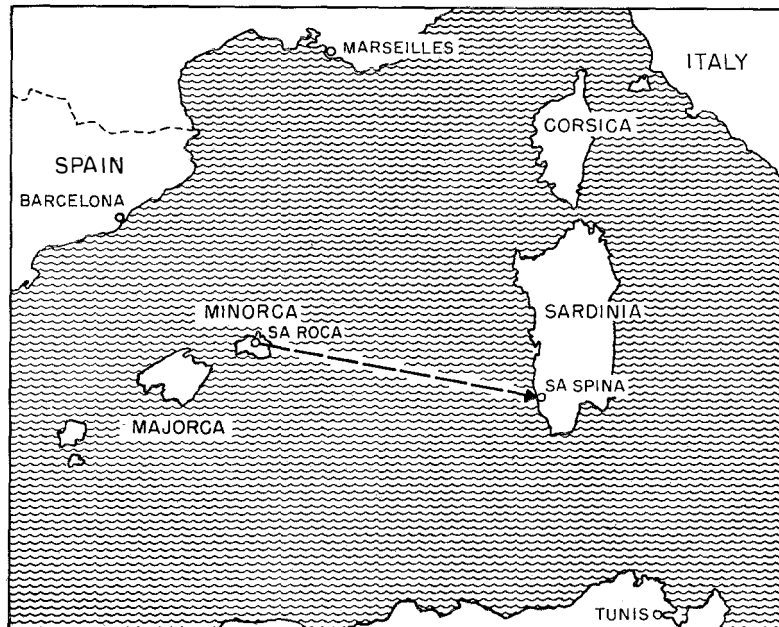 MARSEILLES
ITALY
CORSICA
SPAIN
BARCELONA
MINORCA
SA ROCA
SARDINIA
SA SPINA
MAJORCA
TUNIS